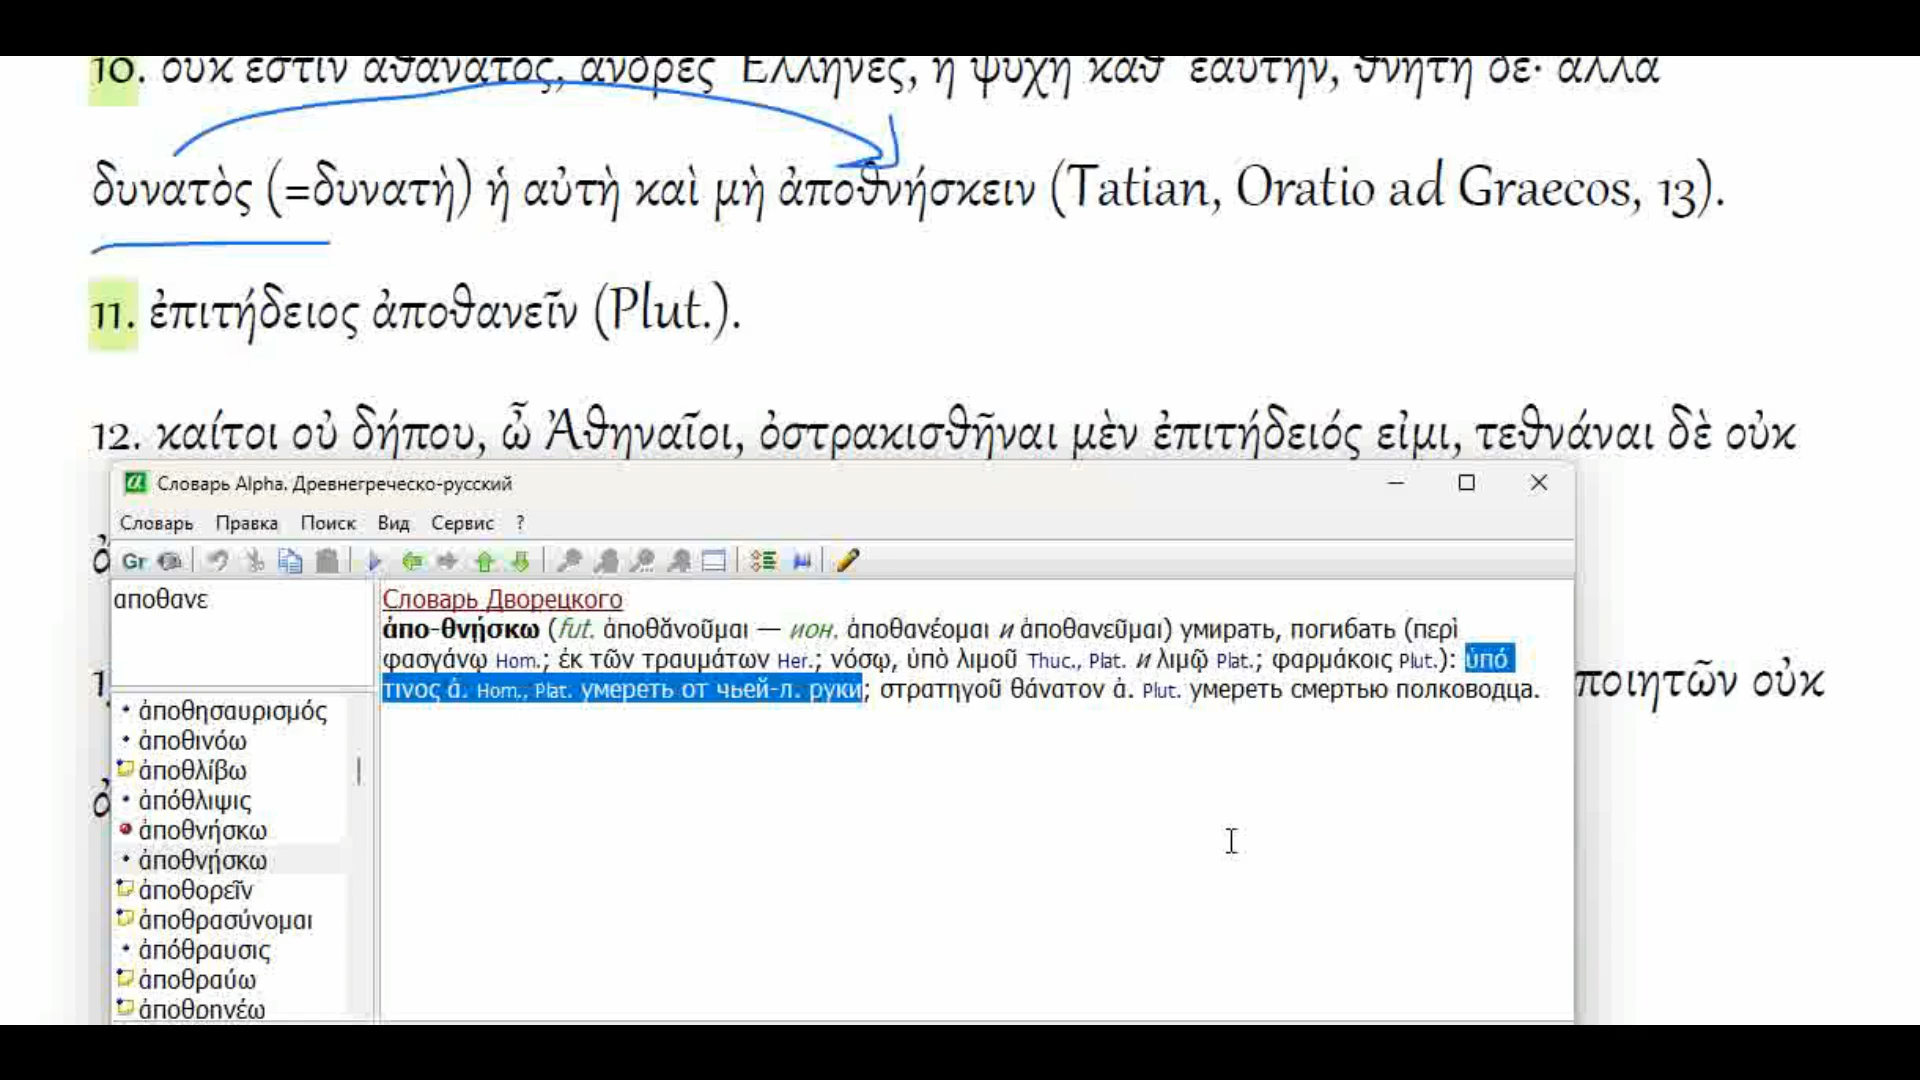 10. οὐκ ἐστὶν ἀθάνατος, ἄνδρες Ἕλληνες, ἡ ψυχὴ καθ' ἑαυτήν, θνητὴ δέ· ἀλλὰ
δυνατὸς (=δυνατὴ) ἡ αὐτὴ καὶ μὴ ἀποθνήσκειν (Tatian, Oratio ad Graecos, 13).
11. ἐπιτήδειος ἀποθανεῖν (Plut.).
12. καίτοι οὐ δήπου, ὦ Ἀθηναῖοι, ὀστρακισθῆναι μὲν ἐπιτήδειός εἰμι, τεθνάναι δὲ οὐκ
Словарь Alpha. Древнегреческо-русский
Словарь Правка Поиск Вид Сервис ?
Gr
αποθανε
Словарь Дворецкого
ἀπο-θνῄσκω (fut. ἀποθᾰνοῦμαι — ион. ἀποθανέομαι и ἀποθανεῦμαι) умирать, погибать (περὶ
φασγάνῳ Hom.; ἐκ τῶν τραυμάτων Her.; νόσῳ, ὑπὸ λιμοῦ Thuc., Plat. и λιμῷ Plat.; φαρμάκοις Plut.): ὑπό
τινος ἀ. Hom., Plat. умереть от чьей-л. руки; στρατηγοῦ θάνατον ἀ. Plut. умереть смертью полководца.
ποιητῶν οὐκ
ἀποθησαυρισμός
ἀποθινόω
ἀποθλίβω
ἀπόθλιψις
ἀποθνήσκω
ἀποθνῄσκω
ἀποθορεῖν
ἀποθρασύνομαι
ἀπόθραυσις
ἀποθραύω
ἀποθρηνέω